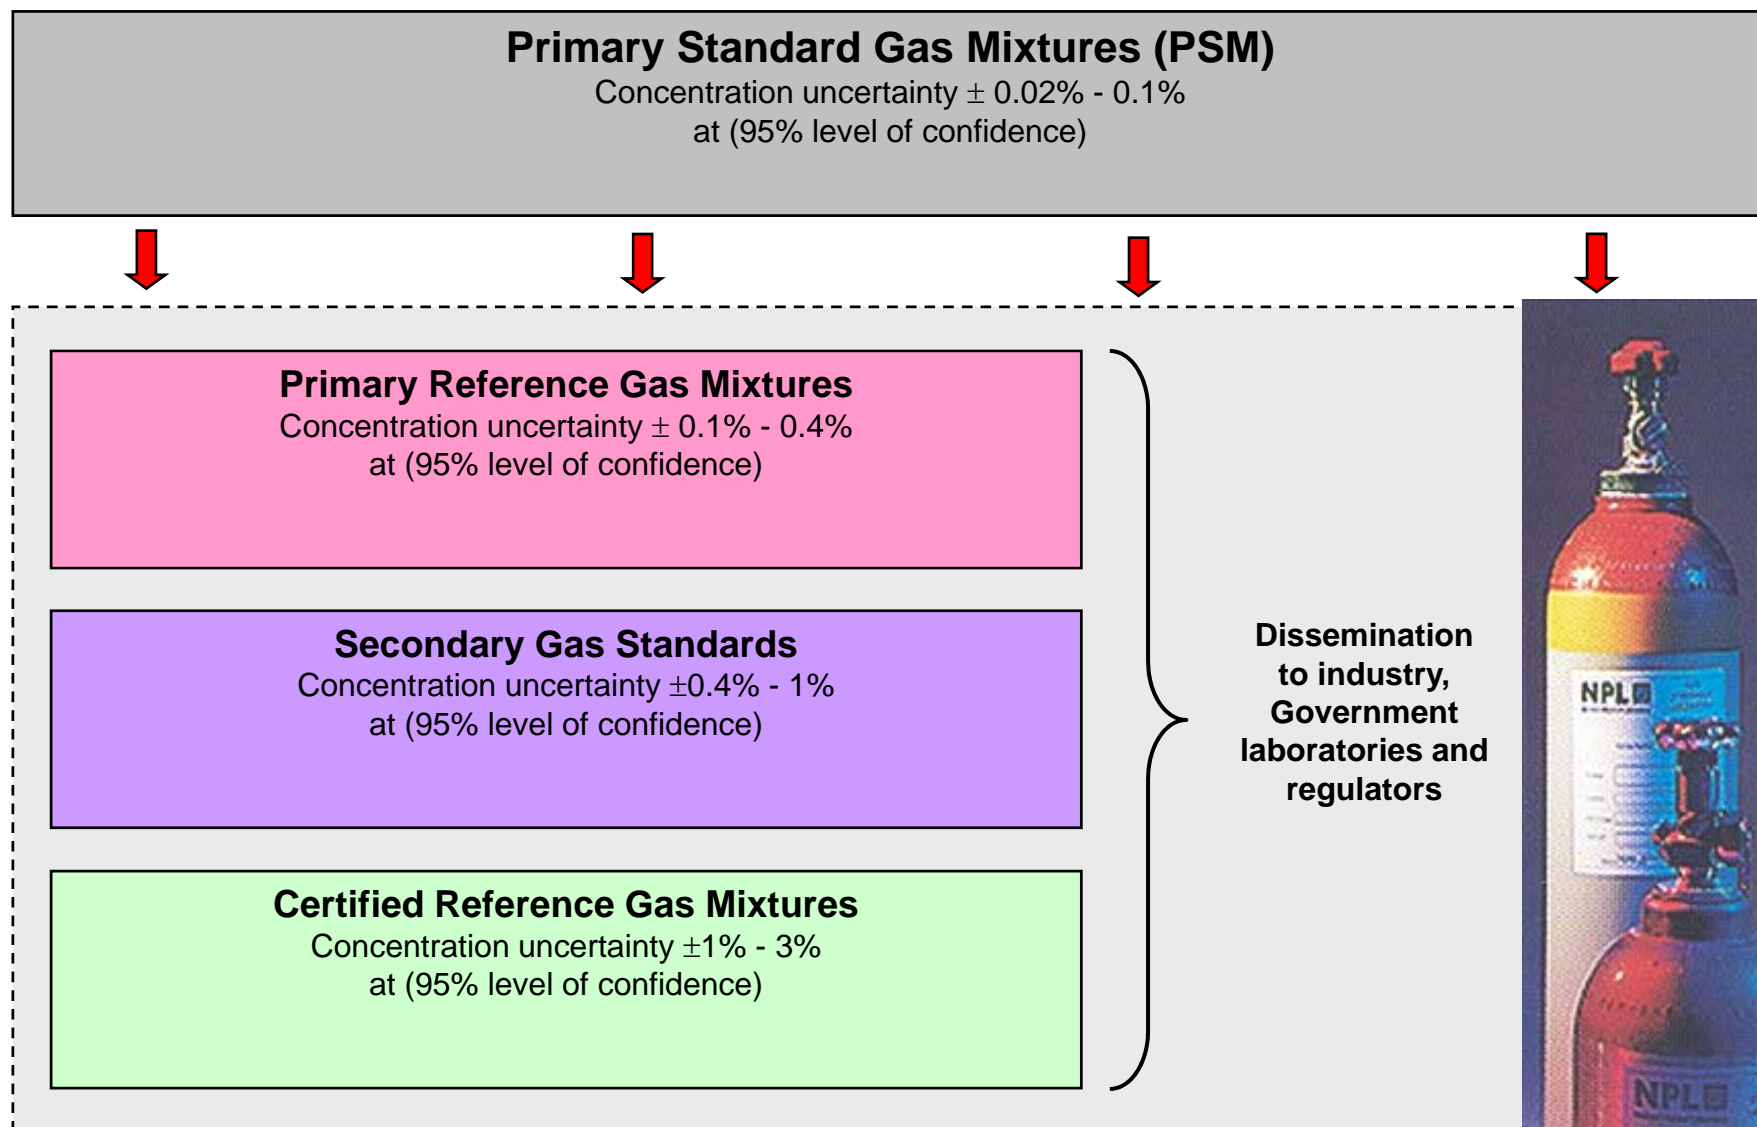 Primary Standard Gas Mixtures (PSM)
Concentration uncertainty ± 0.02% - 0.1%
at (95% level of confidence)
Primary Reference Gas Mixtures
Concentration uncertainty ± 0.1% - 0.4%
at (95% level of confidence)
Secondary Gas Standards
Concentration uncertainty ±0.4% - 1%
at (95% level of confidence)
Certified Reference Gas Mixtures
Concentration uncertainty ±1% - 3%
at (95% level of confidence)
Dissemination
to industry,
Government
laboratories and
regulators
NPL
NPL